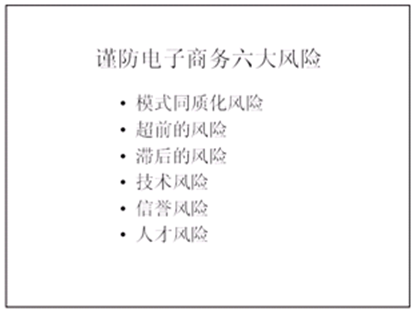 谨防电子商务六大风险
• 模式同质化风险
• 超前的风险
• 滞后的风险
• 技术风险
• 信誉风险
• 人才风险